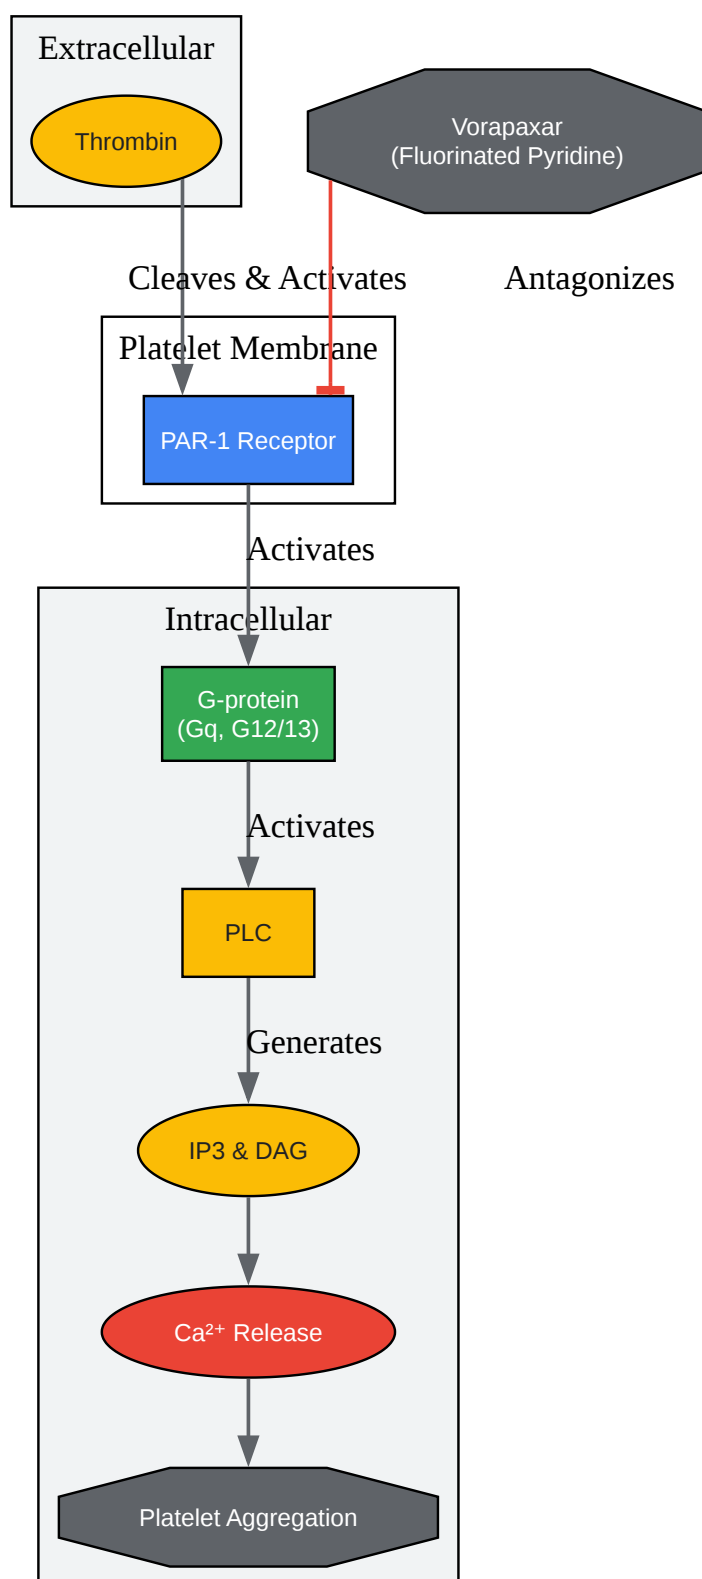 Extracellular
Thrombin
Vorapaxar
(Fluorinated Pyridine)
Cleaves & Activates
Antagonizes
Platelet Membrane
PAR-1 Receptor
Activates
Intracellular
G-protein
(Gq, G12/13)
Activates
PLC
Generates
IP3 & DAG
Ca²⁺ Release
Platelet Aggregation